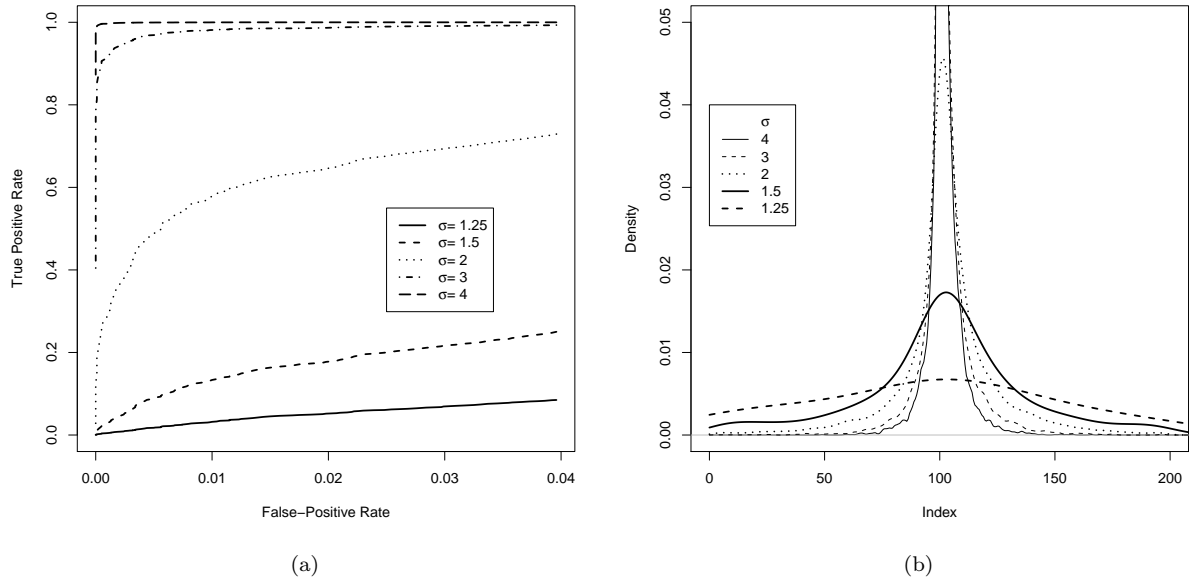 1.0
0.8
0.6
0.4
0.2
0.0
True Positive Rate
0.00 0.01 0.02 0.03 0.04
False−Positive Rate
σ= 1.25
σ= 1.5
σ= 2
σ= 3
σ= 4
(a)
0.05
0.04
0.03
0.02
0.01
0.00
Density
σ
4
3
2
1.5
1.25
0 50 100 150 200
Index
(b)